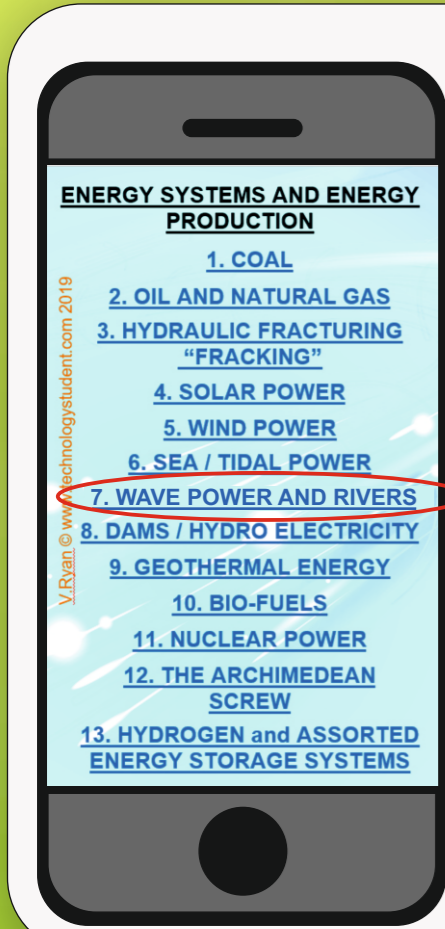 ENERGY SYSTEMS AND ENERGY
PRODUCTION
1. COAL
2. OIL AND NATURAL GAS
3. HYDRAULIC FRACTURING
“FRACKING”
4. SOLAR POWER
5. WIND POWER
6. SEA / TIDAL POWER
7. WAVE POWER AND RIVERS
8. DAMS / HYDRO ELECTRICITY
9. GEOTHERMAL ENERGY
10. BIO-FUELS
11. NUCLEAR POWER
12. THE ARCHIMEDEAN
SCREW
13. HYDROGEN and ASSORTED
ENERGY STORAGE SYSTEMS
V.Ryan © www.technologystudent.com 2019